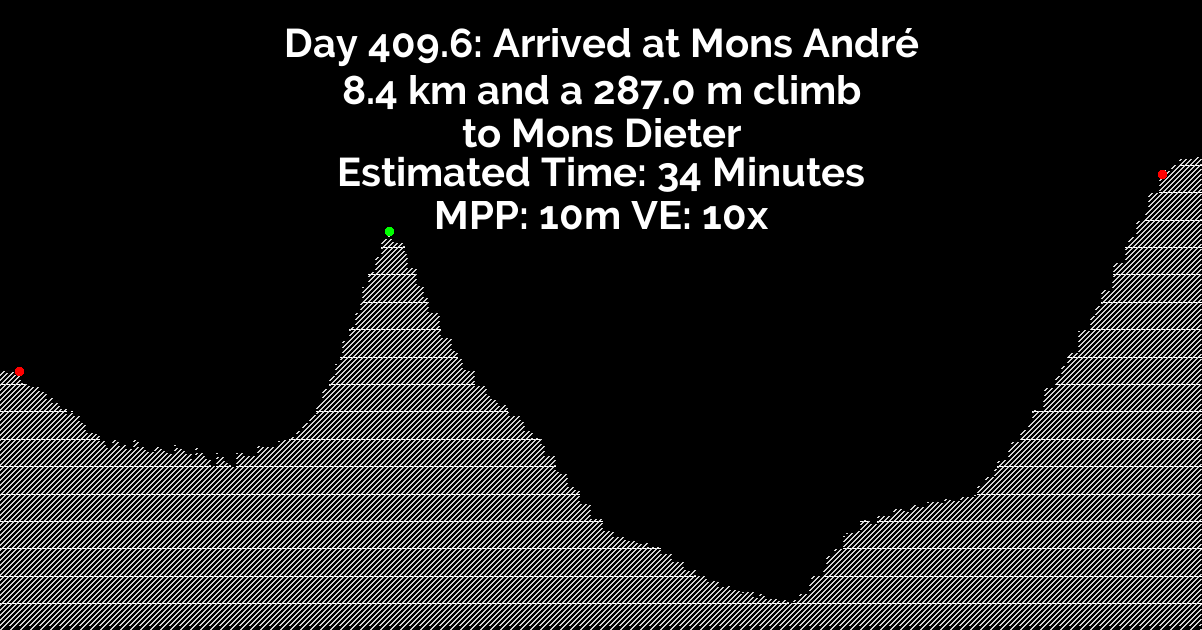 Day 409.6: Arrived at Mons André
8.4 km and a 287.0 m climb
to Mons Dieter
Estimated Time: 34 Minutes
MPP: 10m VE: 10x